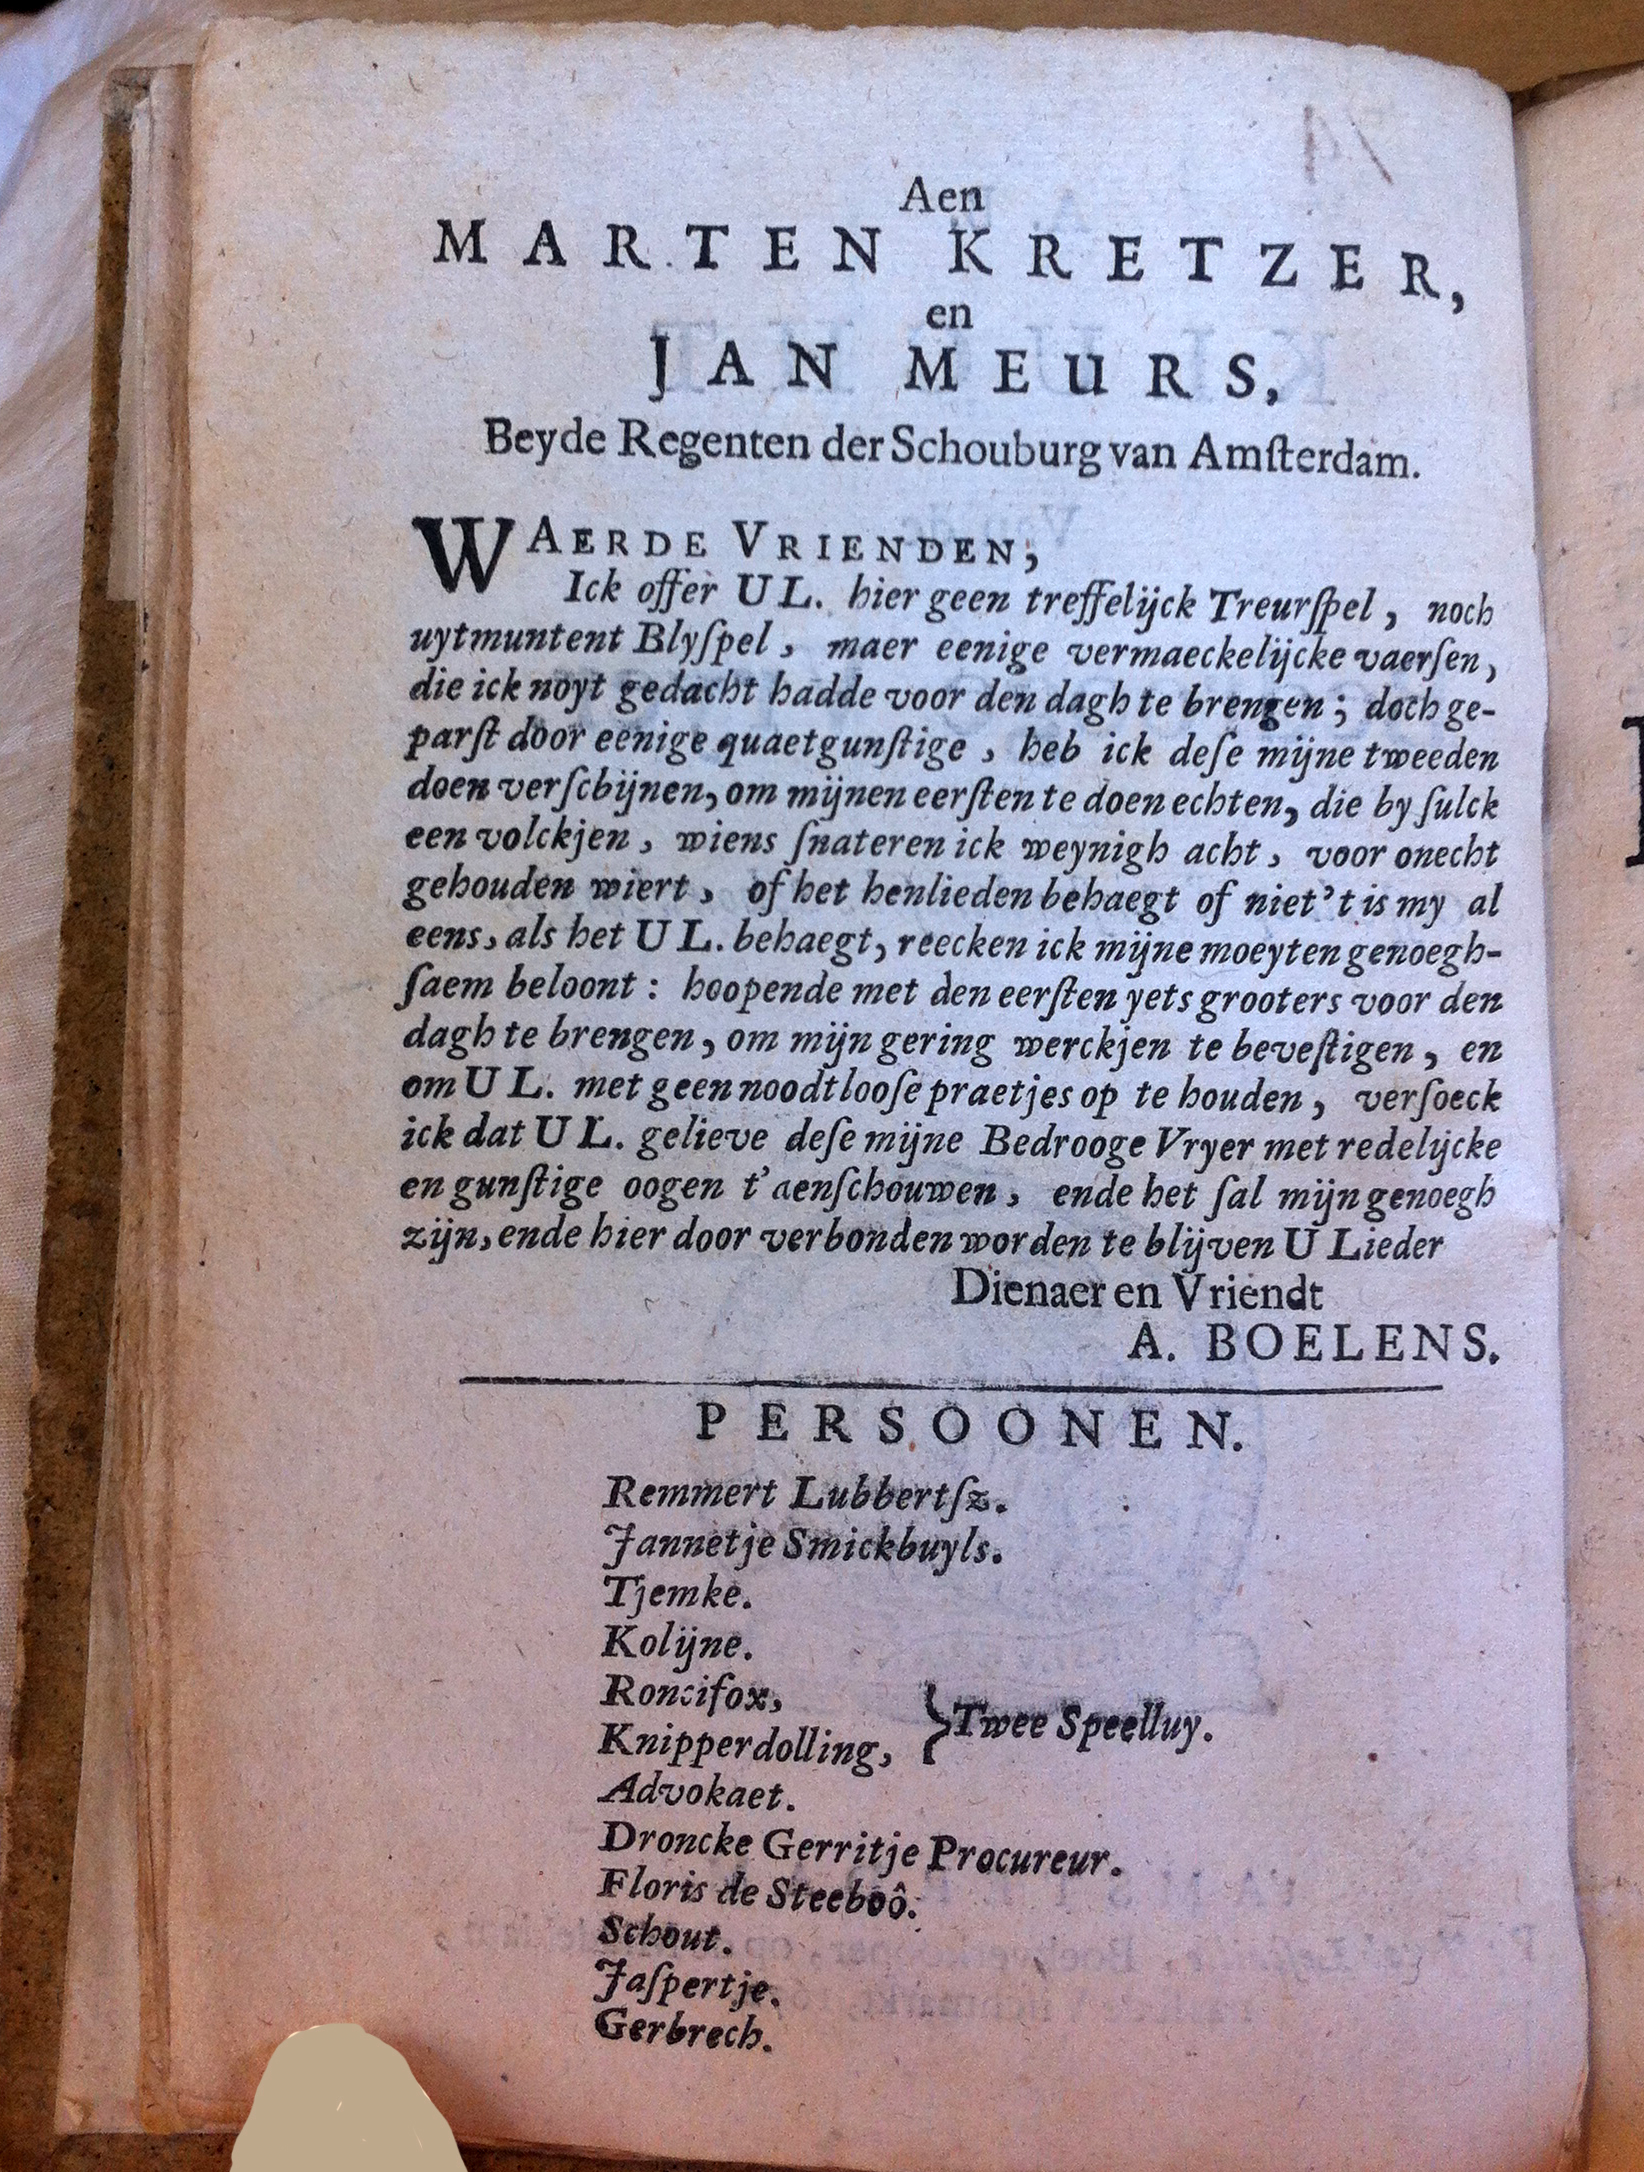 Aen
MARTEN KRETZER,
en
JAN MEURS,
Beyde Regenten der Schouburg van Amſterdam.
WAERDE VRIENDEN,
Ick offer UL. hier geen treffelijck Treurſpel, noch
uytmuntent Blyſpel, maer eenige vermaeckelijcke vaerſen,
die ick noyt gedacht hadde voor den dagh te brengen; doch ge-
parſt door eenige quaetgunſtige, heb ick deſe mijne tweeden
doen verſchijnen, om mijnen eerſten te doen echten, die by ſulck
een volckjen, wiens ſnateren ick weynigh acht, voor onecht
gehouden wiert, of het henlieden behaegt of niet 't is my al
eens, als het UL. behaegt, reecken ick mijne moeyten genoegh-
ſaem beloont: hoopende met den eerſten yets grooters voor den
dagh te brengen, om mijn gering werckjen te beveſtigen, en
om UL. met geen noodtlooſe praetjes op te houden, verſoeck
ick dat UL. gelieve deſe mijne Bedrooge Vryer met redelijcke
en gunſtige oogen t'aenſchouwen, ende het ſal mijn genoegh
zijn, ende hier door verbonden worden te blijven U Lieder
Dienaer en Vriendt
A. BOELENS.
PERSOONEN.
Remmert Lubbertſz.
Jannetje Smickbuyls.
Tjemke.
Kolijne.
Roncifox,
Knipperdolling, } Twee Speelluy.
Advokaet.
Droncke Gerritje Procureur.
Floris de Steeboô.
Schout.
Jaſpertje.
Gerbrech.